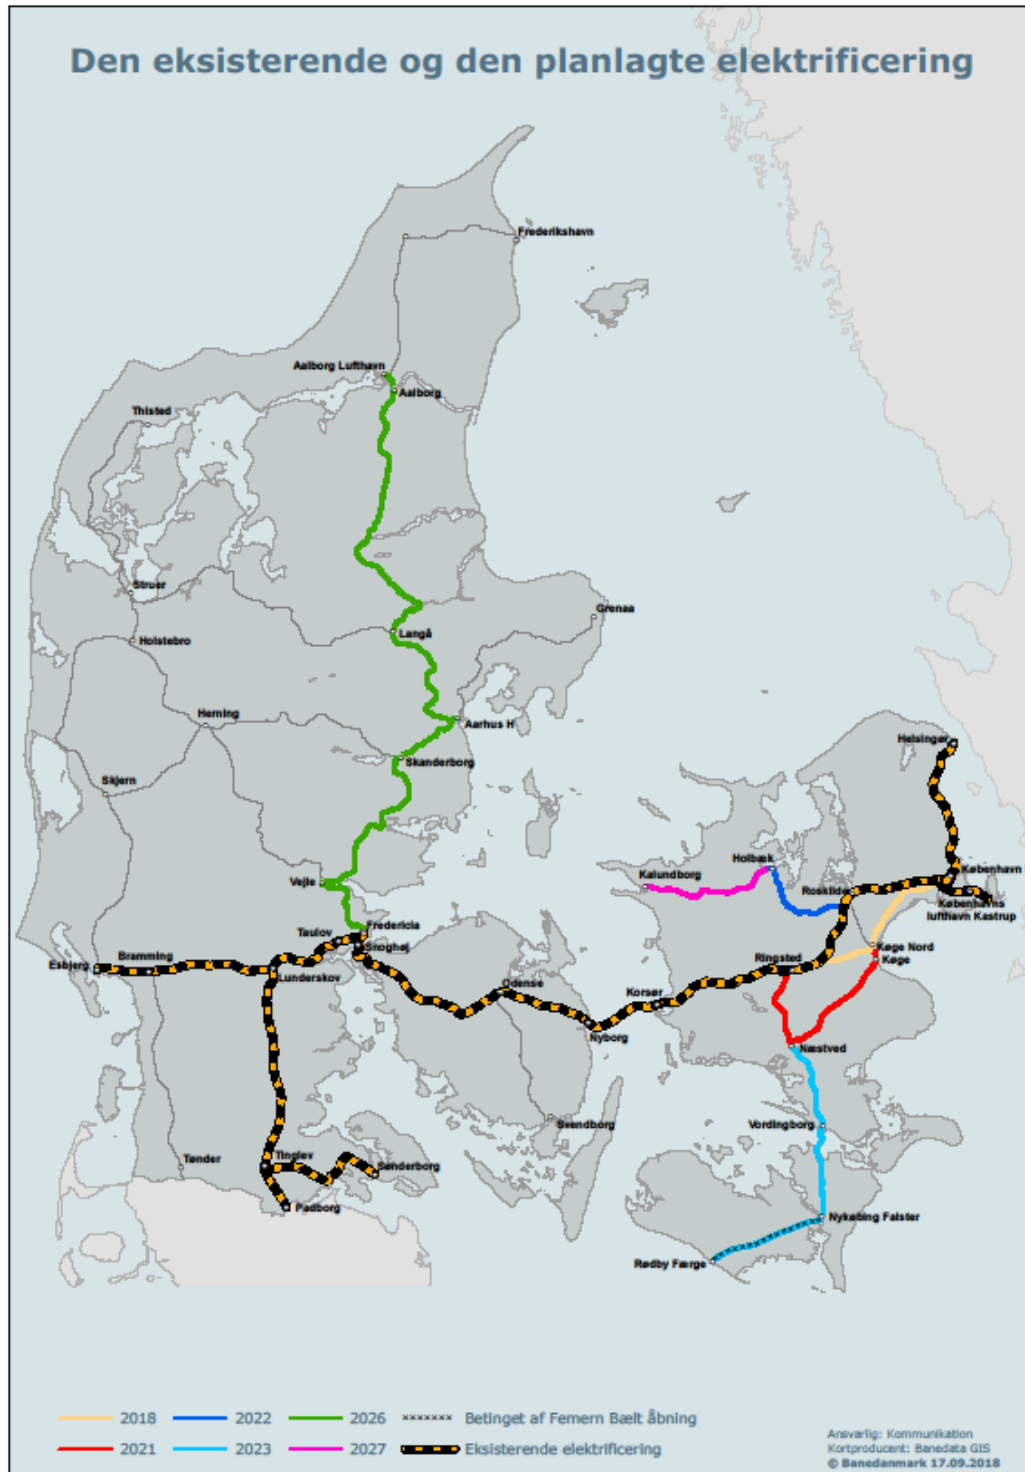 Den eksisterende og den planlagte elektrificering
Frederikshavn
Aalborg Lufthavn
Aalborg
Thisted
Struer
Grenaa
Langå
Holstebro
Herning
Aarhus H
Skanderborg
Helsingør
Skjern
Holbæk
København
Kalundborg
Vejle
Roskilde
Københavns
lufthavn Kastrup
Fredericia
Taulov
Snoghøj
Køge Nord
Køge
Bramming
Ringsted
Esbjerg
Lunderskov
Odense
Korsør
Nyborg
Næstved
Svendborg
Vordingborg
Tønder
Tinglev
Sønderborg
Padborg
Nykøbing Falster
Rødby Færge
2018
2022
2026
Betinget af Femern Bælt åbning
2021
2023
2027
Eksisterende elektrificering
Ansvarlig: Kommunikation
Kortproducent: Banedata GIS
© Banedanmark 17.09.2018